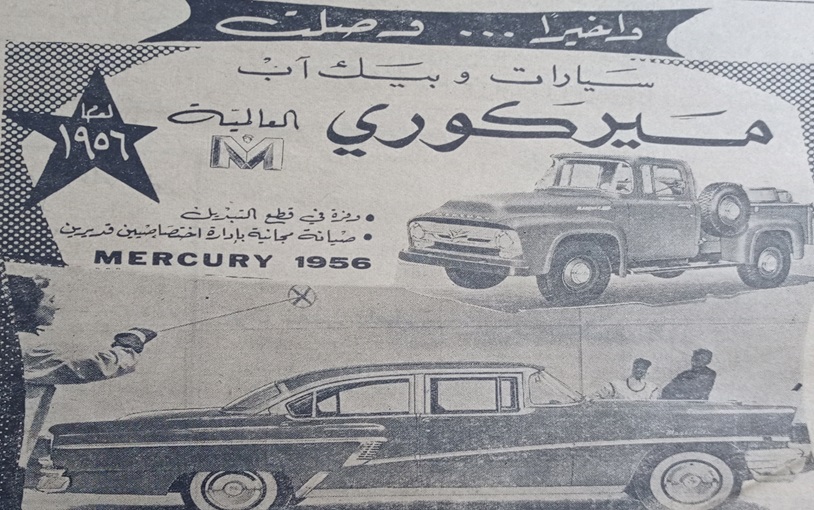 واخيراً ... وصلت
سيارات و بيك آب
ميركوري العالمية
لعام
١٩٥٦
M
• وفرة في قطع التبديل
• صيانة مجانية بإدارة اختصاصيين قديرين
MERCURY 1956